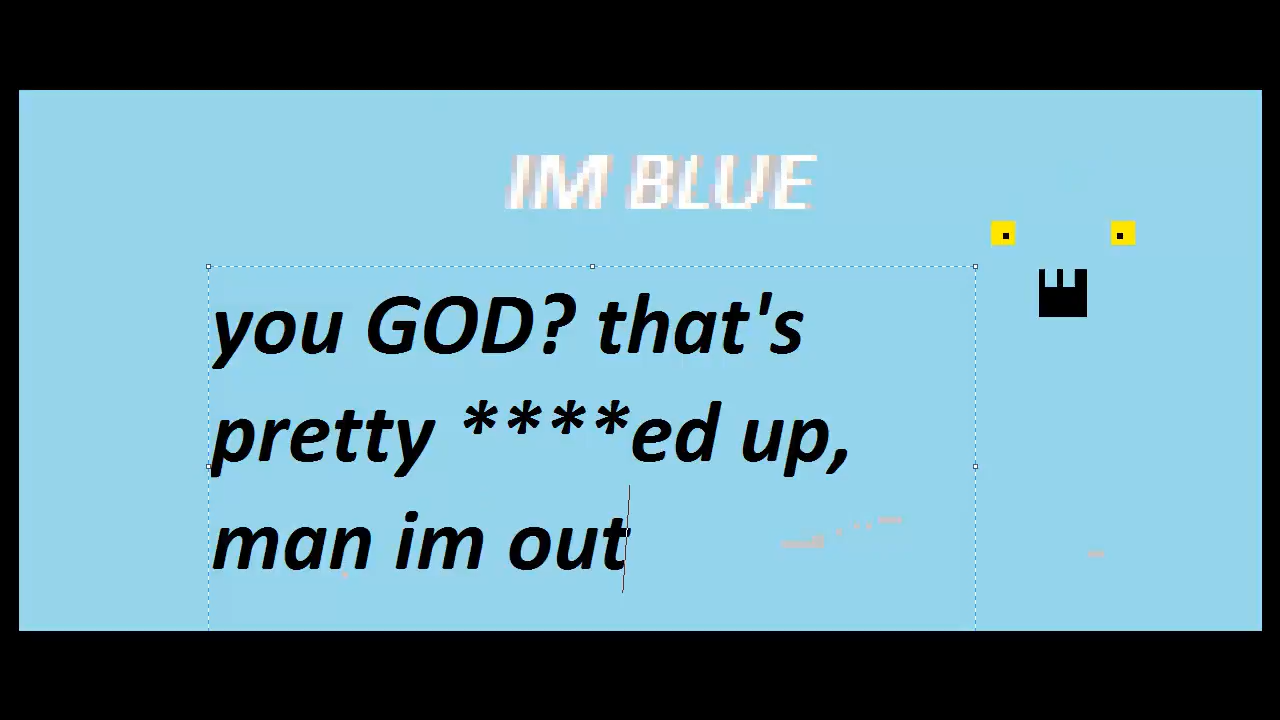 IM BLUE
you GOD? that's
pretty ****ed up,
man im out